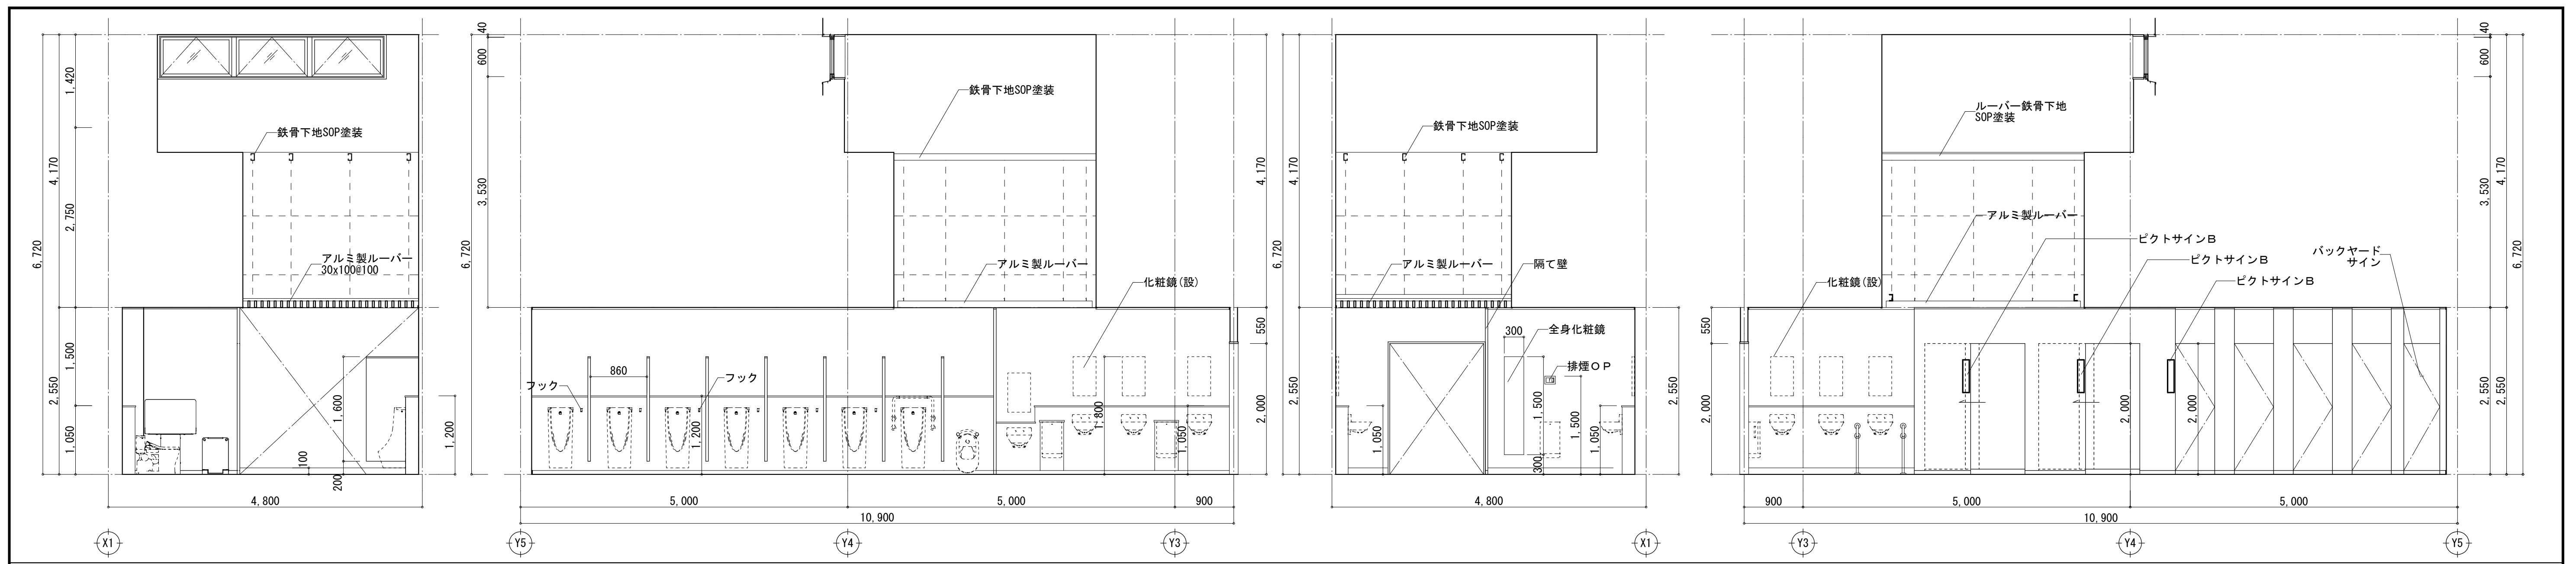 6,720
4,170
2,550
1,420
2,750
1,500
1,050
鉄骨下地SOP塗装
アルミ製ルーバー
30x100@100
1,600
100
200
1,200
4,800
X1
6,720
40
600
3,530
鉄骨下地SOP塗装
アルミ製ルーバー
化粧鏡(設)
フック
860
フック
1,200
1,800
1,050
4,170
550
2,000
5,000
5,000
900
10,900
Y5
Y4
Y3
6,720
4,170
2,550
鉄骨下地SOP塗装
アルミ製ルーバー
隔て壁
300
全身化粧鏡
排煙OP
1,050
1,500
300
1,500
1,050
2,550
4,800
X1
550
2,000
化粧鏡(設)
ルーバー鉄骨下地
SOP塗装
アルミ製ルーバー
ピクトサインB
ピクトサインB
ピクトサインB
バックヤード
サイン
2,000
2,000
40
600
3,530
2,550
4,170
2,550
6,720
900
5,000
5,000
10,900
Y3
Y4
Y5